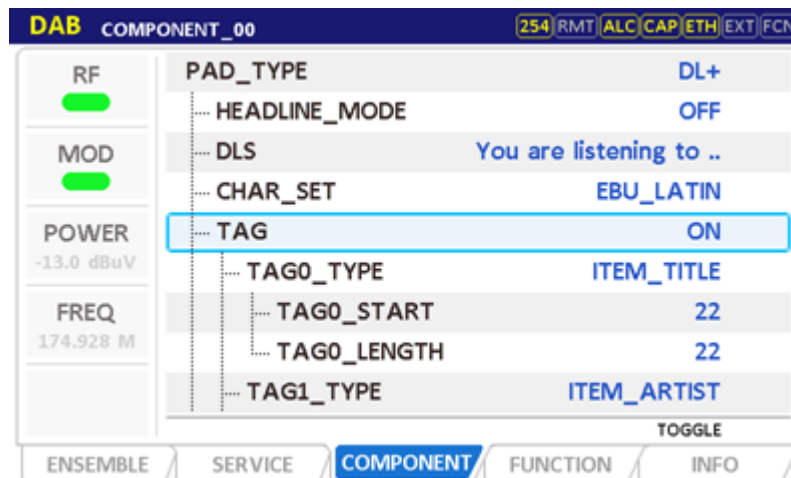 DAB COMPONENT_00 254 RMT ALC CAP ETH EXT FCN
RF
MOD
POWER
-13.0 dBuV
FREQ
174.928 M
PAD_TYPE DL+
HEADLINE_MODE OFF
DLS You are listening to ..
CHAR_SET EBU_LATIN
TAG ON
TAG0_TYPE ITEM_TITLE
TAG0_START 22
TAG0_LENGTH 22
TAG1_TYPE ITEM_ARTIST
TOGGLE
ENSEMBLE SERVICE COMPONENT FUNCTION INFO